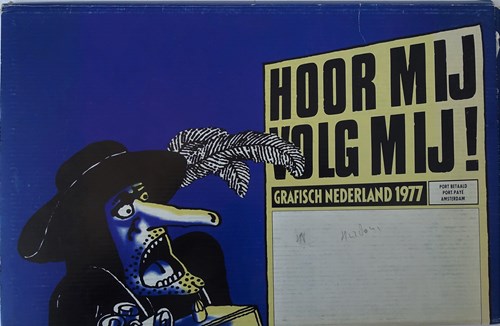 HOOR MIJ
VOLG MIJ!
GRAFISCH NEDERLAND 1977
PORT BETAALD
PORT PAYÉ
AMSTERDAM